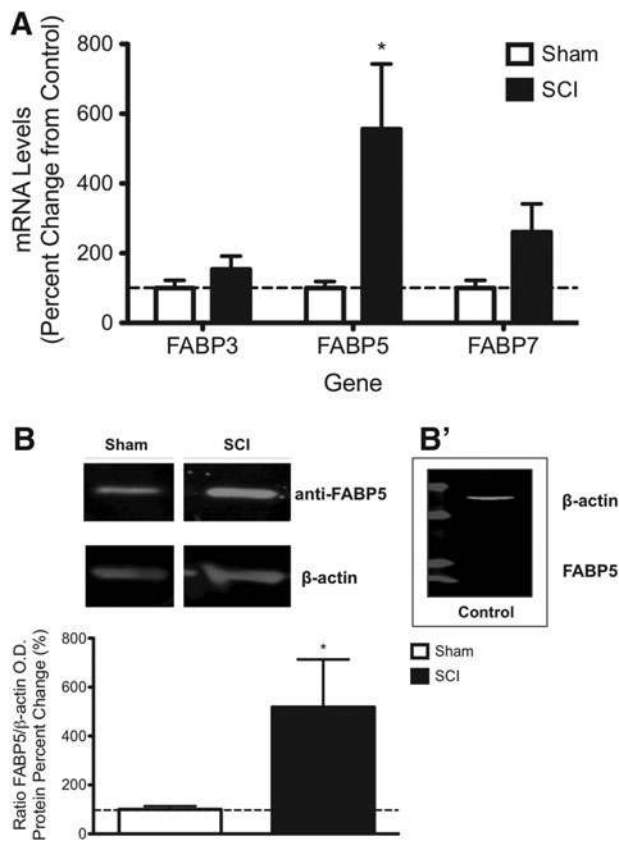 A
mRNA Levels
(Percent Change from Control)
800
600
400
200
0
*
Sham
SCI
FABP3
FABP5
FABP7
Gene
B
Sham
SCI
anti-FABP5
β-actin
B'
β-actin
FABP5
Control
Sham
SCI
Ratio FABP5/β-actin O.D.
Protein Percent Change (%)
800
600
400
200
0
*